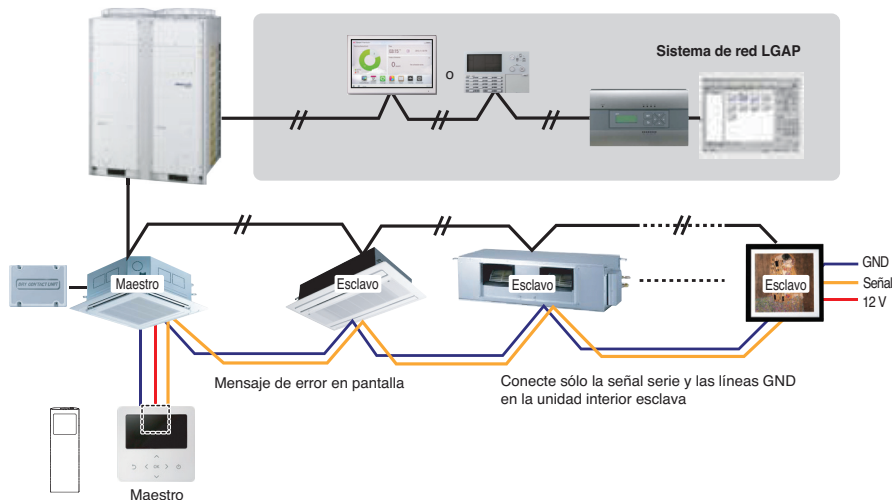 Sistema de red LGAP
o
Maestro
Esclavo
Esclavo
Esclavo
GND
Señal
12 V
Mensaje de error en pantalla
Conecte sólo la señal serie y las líneas GND
en la unidad interior esclava
OK
Maestro